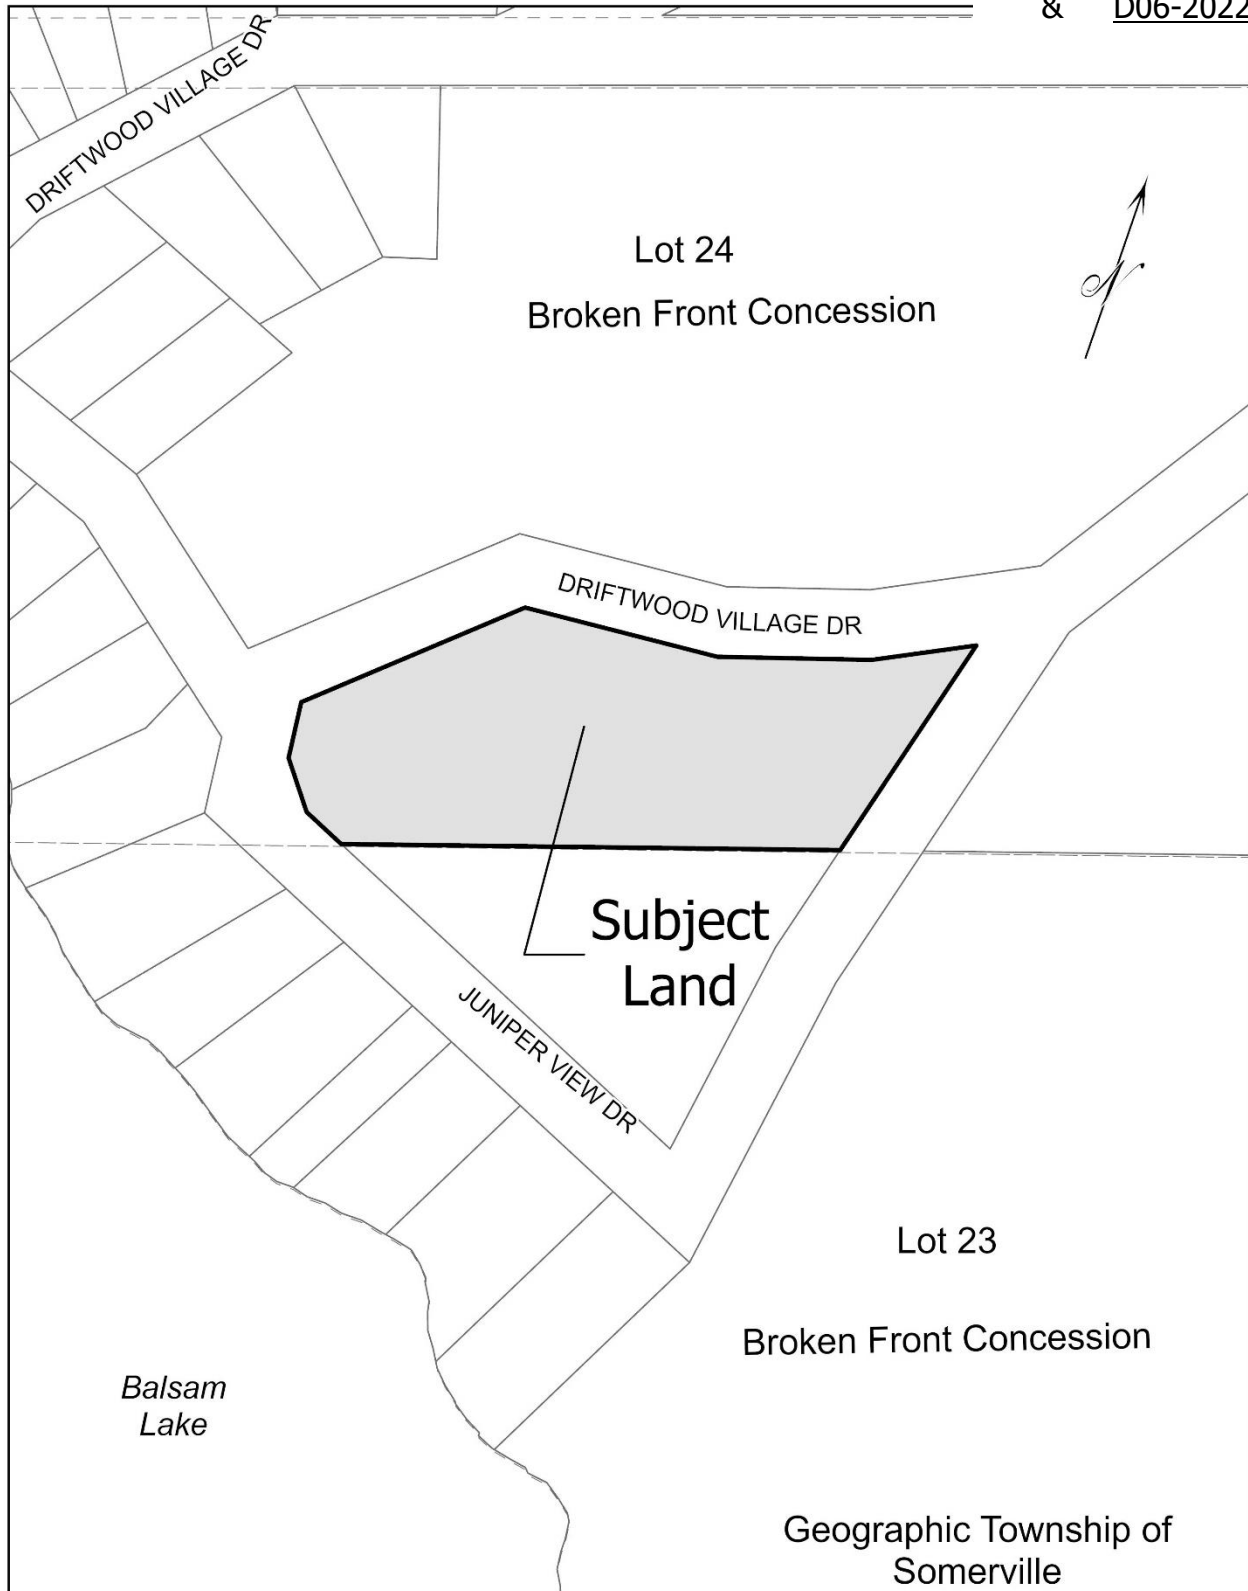 & D06-2022
DRIFTWOOD VILLAGE DR
Lot 24
Broken Front Concession
N
DRIFTWOOD VILLAGE DR
Subject
Land
JUNIPER VIEW DR
Lot 23
Broken Front Concession
Balsam
Lake
Geographic Township of
Somerville